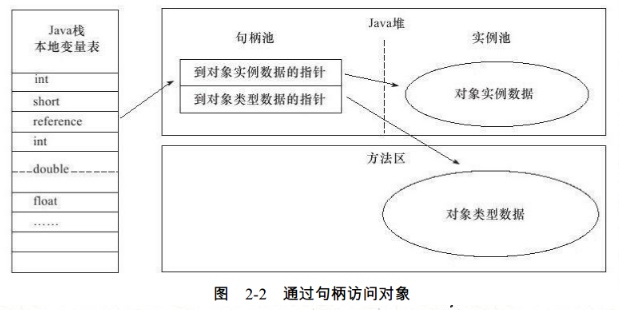 Java栈
本地变量表
int
short
reference
int
double
float
……
Java堆
句柄池
实例池
到对象实例数据的指针
到对象类型数据的指针
对象实例数据
方法区
对象类型数据
图 2-2 通过句柄访问对象